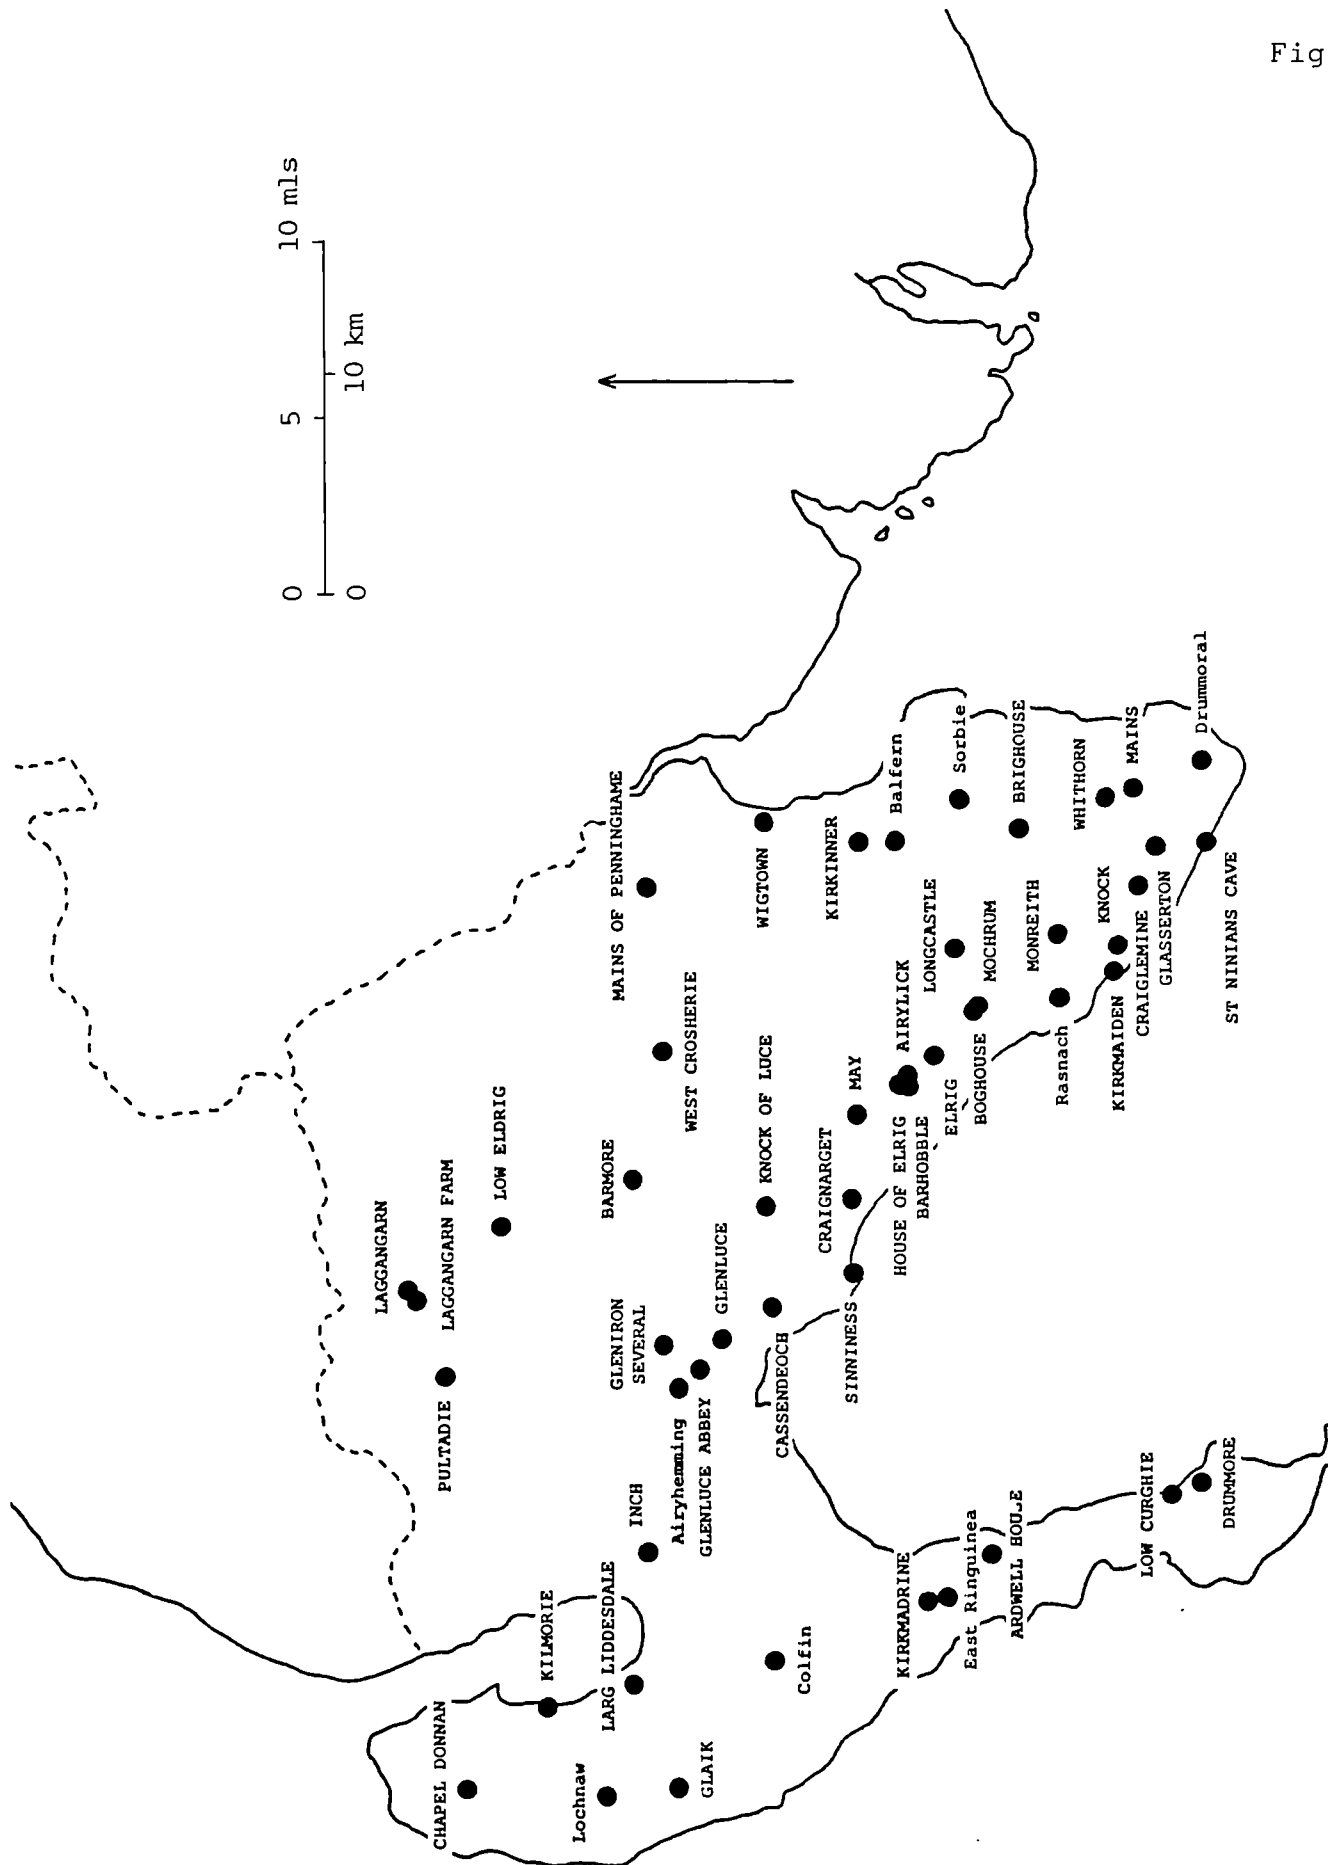 Fig
0 5 10 mls
0 10 km
LAGGANGARN
LAGGANGARN FARM
PULTADIE
LOW ELDRIG
MAINS OF PENNINGHAME
WEST CROSHERIE
BARMORE
GLENIRON
SEVERAL
GLENLUCE
Airyhemming
GLENLUCE ABBEY
INCH
KILMORIE
LARG LIDDESDALE
CHAPEL DONNAN
Lochnaw
GLAIK
Colfin
WIGTOWN
KNOCK OF LUCE
CASSENDEOCH
KIRKINNER
Balfern
Sorbie
BRIGHOUSE
WHITHORN
MAINS
Drummoral
ST NINIANS CAVE
GLASSERTON
CRAIGLEMINE
KNOCK
KIRKMAIDEN
MONREITH
Rasnach
LONGCASTLE
MOCHRUM
BOGHOUSE
ELRIG
AIRYLICK
MAY
CRAIGNARGET
HOUSE OF ELRIG
BARHOBBLE
SINNINESS
KIRKMADRINE
East Ringuinea
ARDWELL HOUJE
LOW CURGHIE
DRUMMORE